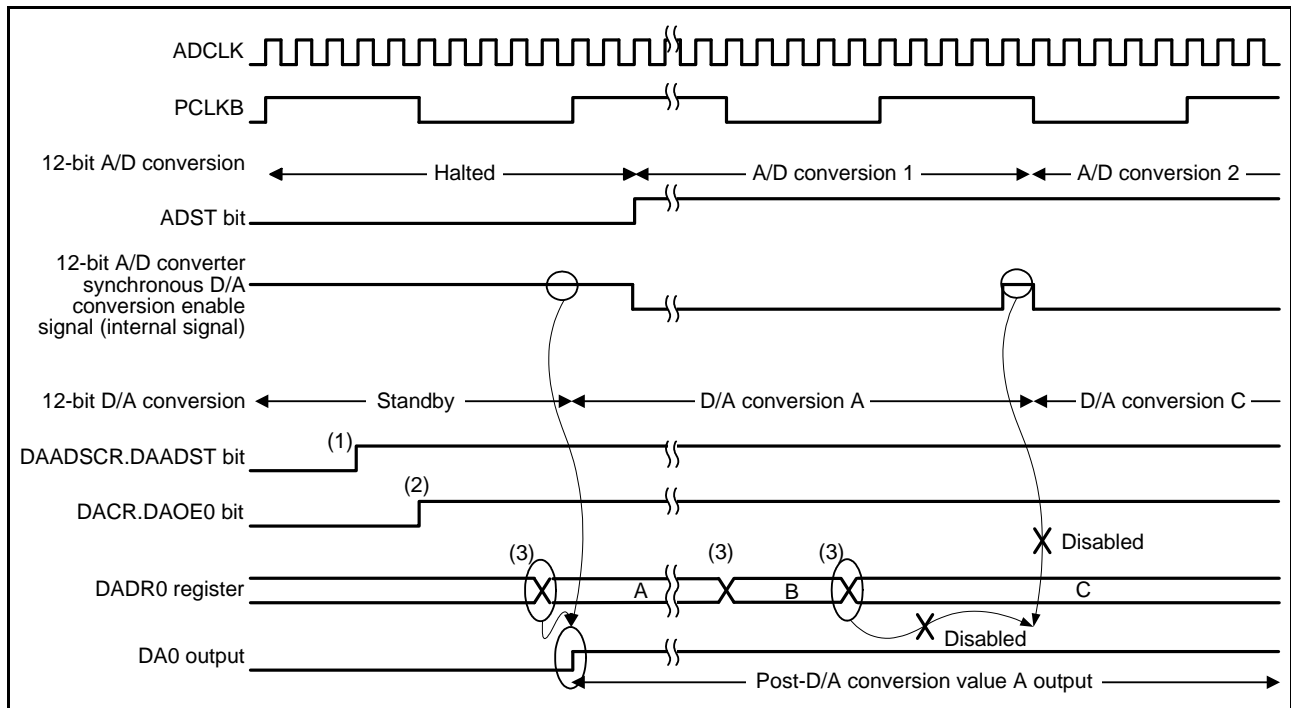 ADCLK
PCLKB
12-bit A/D conversion
Halted
A/D conversion 1
A/D conversion 2
ADST bit
12-bit A/D converter
synchronous D/A
conversion enable
signal (internal signal)
12-bit D/A conversion
Standby
D/A conversion A
D/A conversion C
(1)
DAADSCR.DAADST bit
(2)
DACR.DAOE0 bit
Disabled
(3)
(3)
(3)
DADR0 register
A
B
C
Disabled
DA0 output
Post-D/A conversion value A output